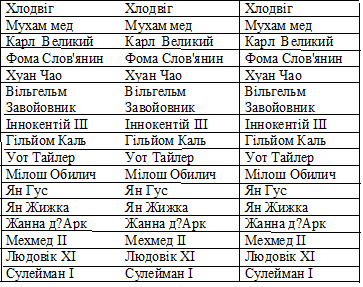 Хлодвіг Хлодвіг Хлодвіг
Мухам мед Мухам мед Мухам мед
Карл Великий Карл Великий Карл Великий
Фома Слов'янин Фома Слов'янин Фома Слов'янин
Хуан Чао Хуан Чао Хуан Чао
Вільгельм Вільгельм Вільгельм
Завойовник Завойовник Завойовник
Іннокентій III Іннокентій III Іннокентій III
Гільйом Каль Гільйом Каль Гільйом Каль
Уот Тайлер Уот Тайлер Уот Тайлер
Мілош Обилич Мілош Обилич Мілош Обилич
Ян Гус Ян Гус Ян Гус
Ян Жижка Ян Жижка Ян Жижка
Жанна д?Арк Жанна д?Арк Жанна д?Арк
Мехмед II Мехмед II Мехмед II
Людовік XI Людовік XI Людовік XI
Сулейман I Сулейман I Сулейман I